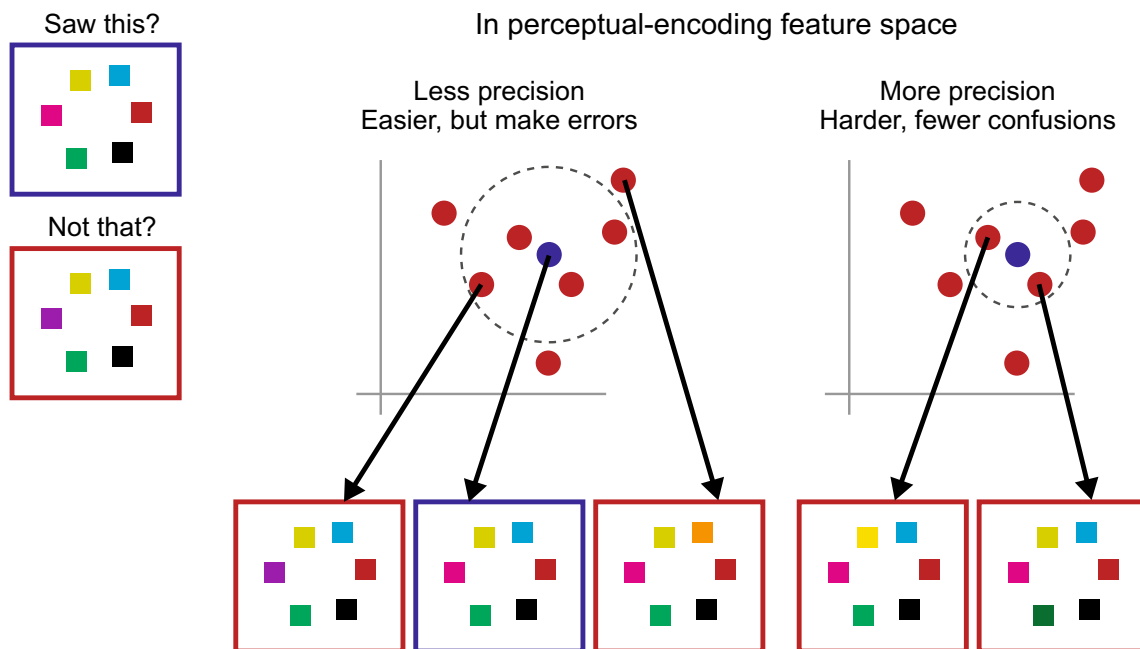 Saw this?
In perceptual-encoding feature space
Less precision
Easier, but make errors
More precision
Harder, fewer confusions
Not that?